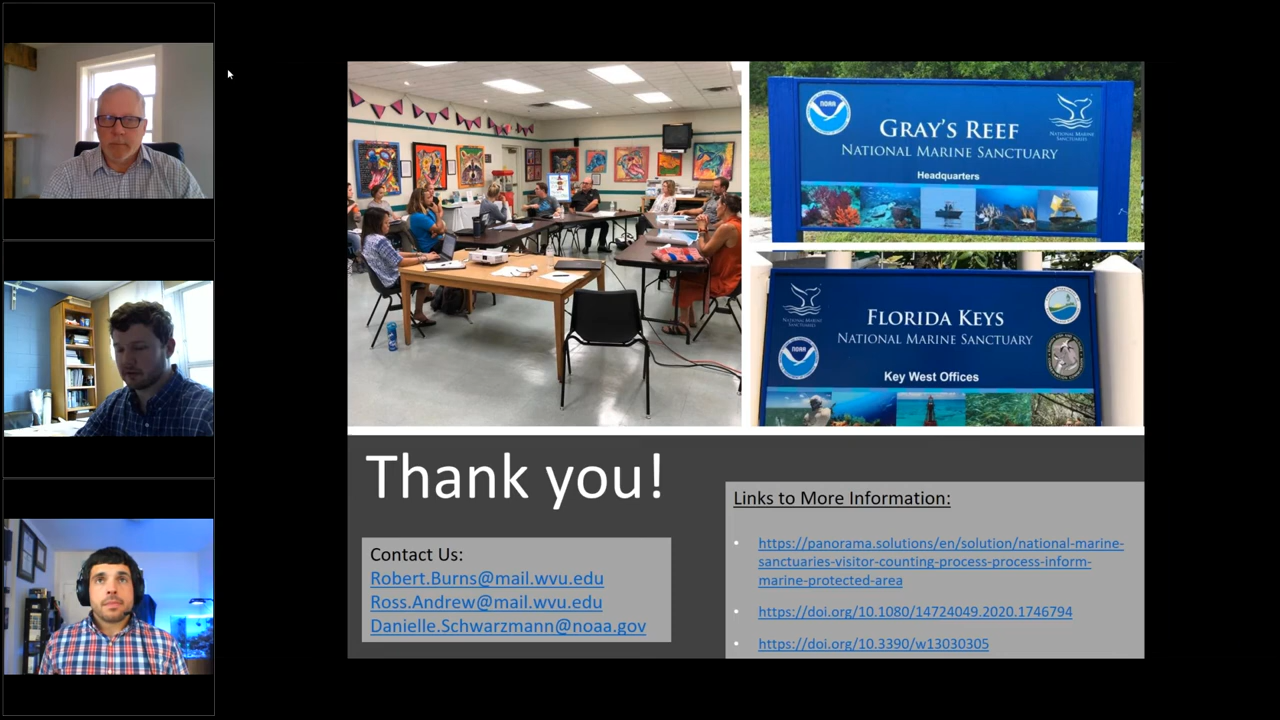 GRAY'S REEF
NATIONAL MARINE SANCTUARY
Headquarters
NOAA
NATIONAL MARINE
SANCTUARIES
FLORIDA KEYS
NATIONAL MARINE SANCTUARY
Key West Offices
NATIONAL MARINE
SANCTUARIES
NOAA
Thank you!
Contact Us:
Robert.Burns@mail.wvu.edu
Ross.Andrew@mail.wvu.edu
Danielle.Schwarzmann@noaa.gov
Links to More Information:
• https://panorama.solutions/en/solution/national-marine-
sanctuaries-visitor-counting-process-process-inform-
marine-protected-area
• https://doi.org/10.1080/14724049.2020.1746794
• https://doi.org/10.3390/w13030305